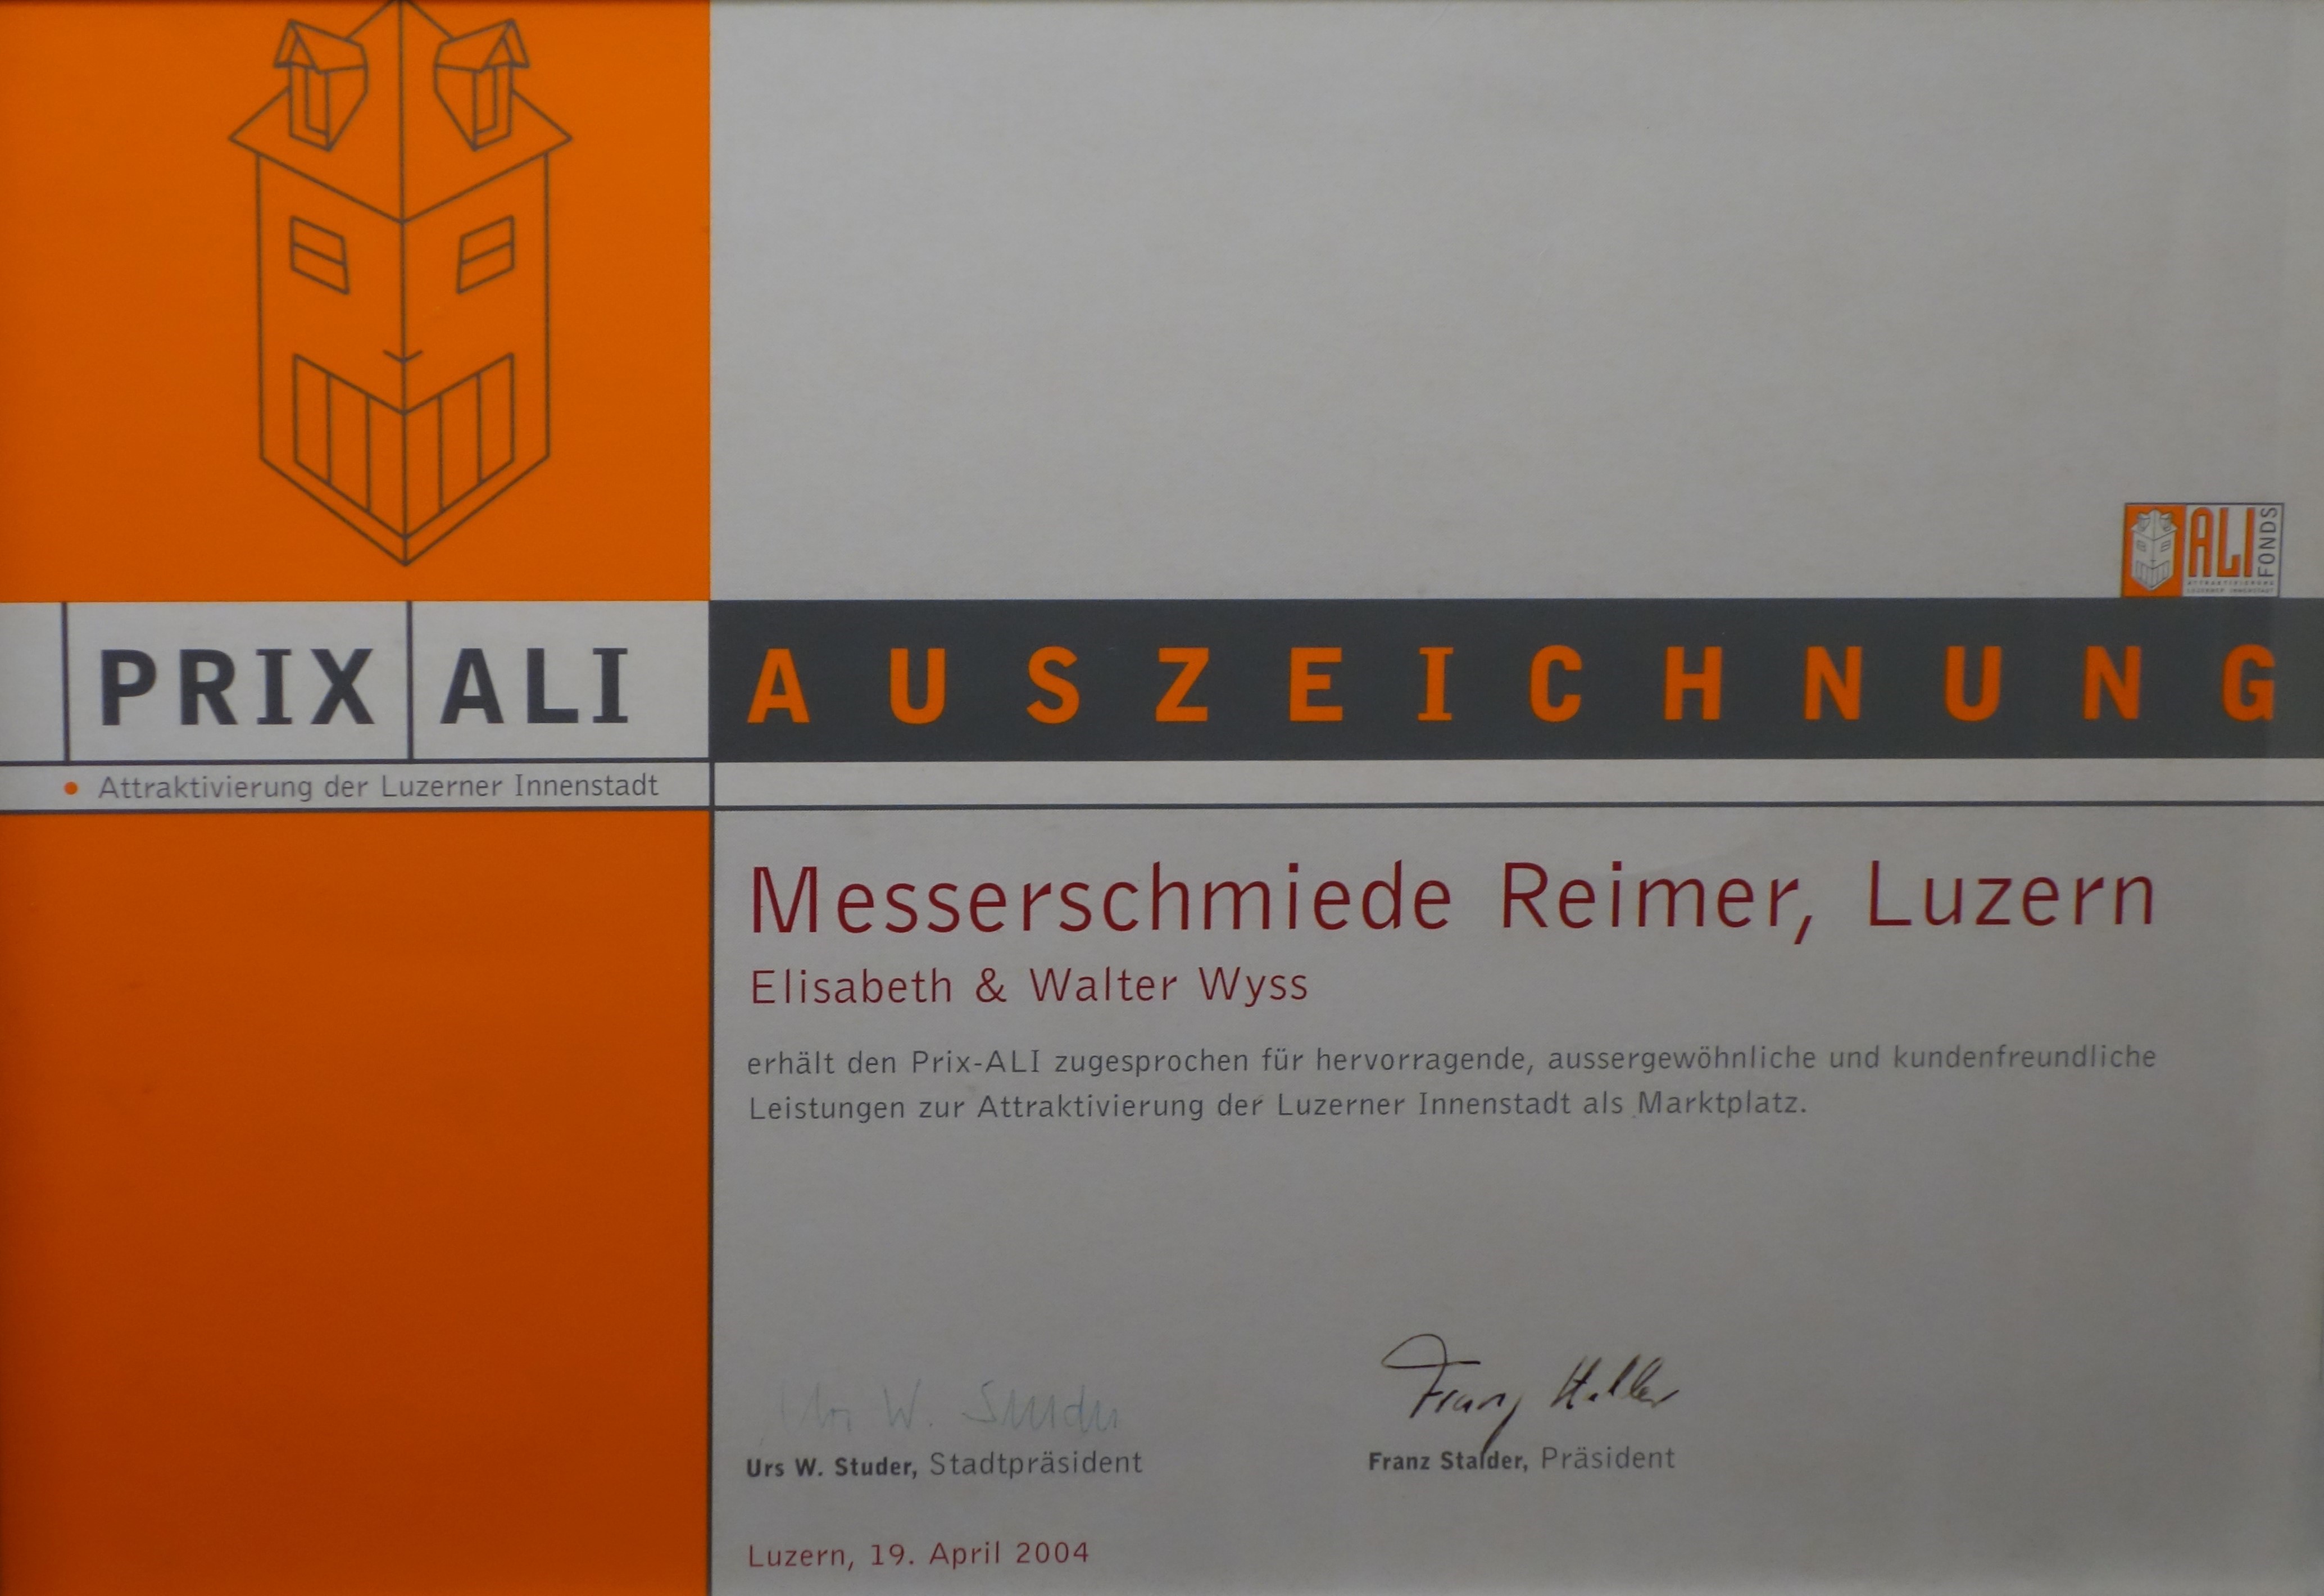 ALI
FONDS
PRIX ALI
AUSZEICHNUNG
• Attraktivierung der Luzerner Innenstadt
Messerschmiede Reimer, Luzern
Elisabeth & Walter Wyss
erhält den Prix-ALI zugesprochen für hervorragende, aussergewöhnliche und kundenfreundliche
Leistungen zur Attraktivierung der Luzerner Innenstadt als Marktplatz.
Urs W. Studer, Stadtpräsident
Franz Stalder, Präsident
Luzern, 19. April 2004